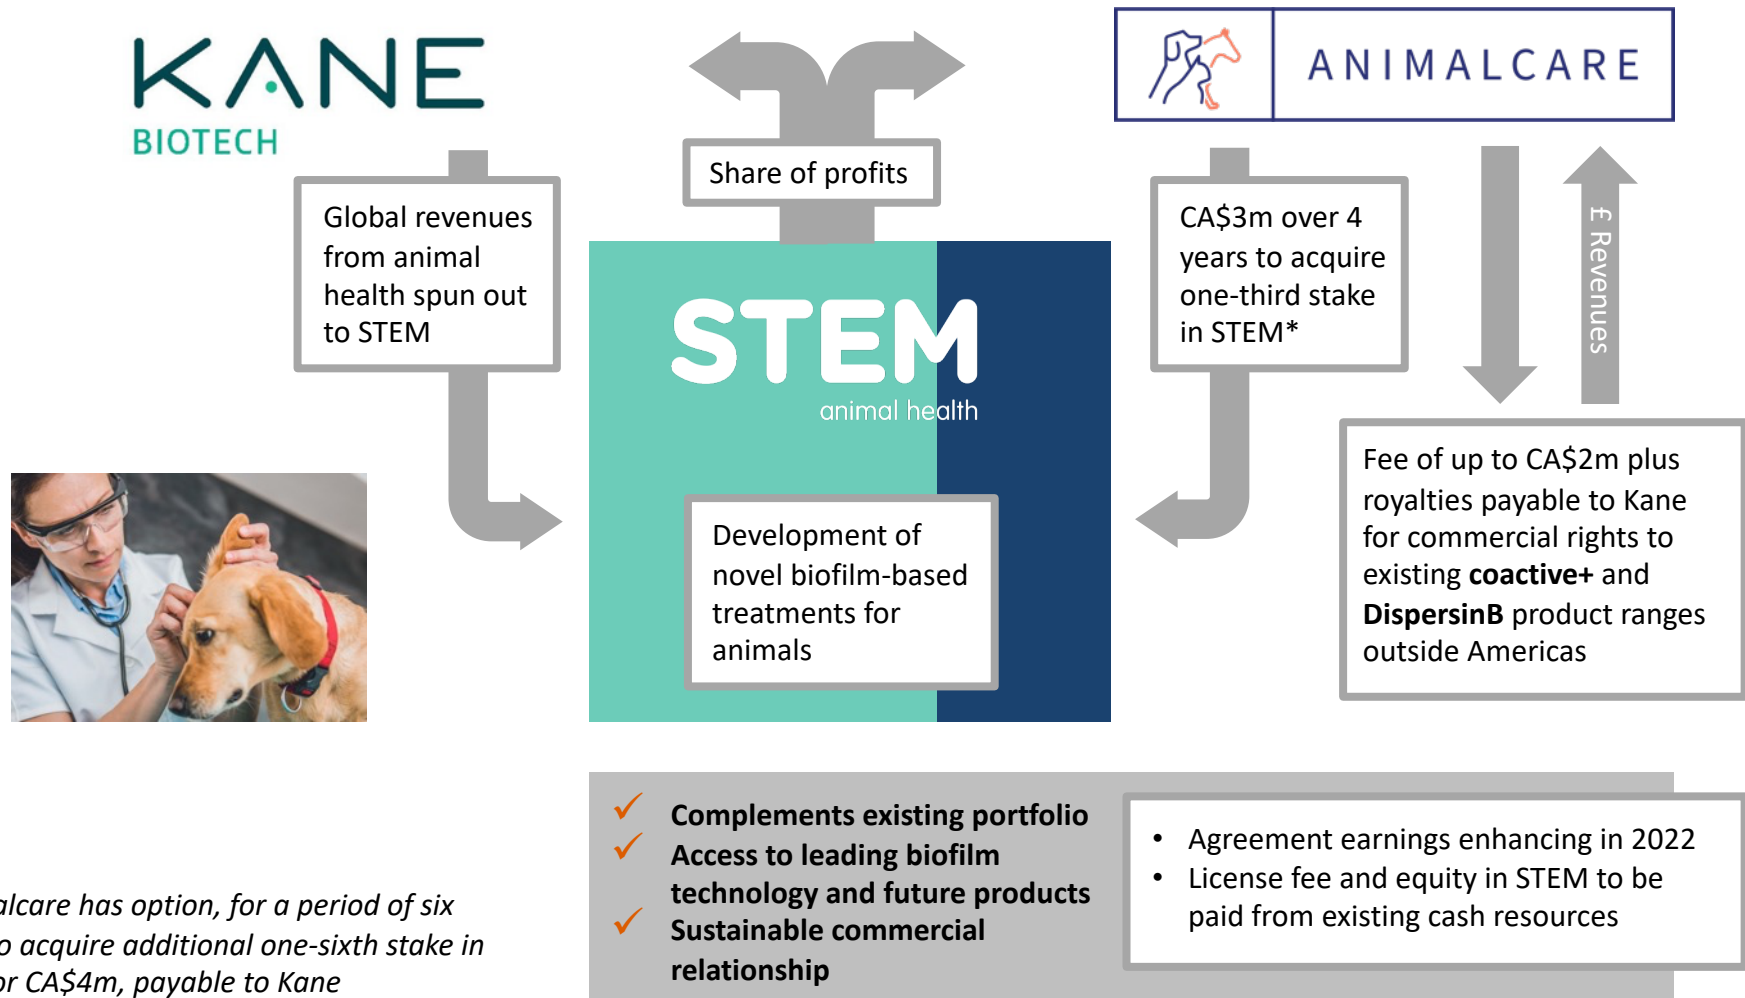 KANE
BIOTECH
Share of profits
ANIMALCARE
Global revenues
from animal
health spun out
to STEM
CA$3m over 4
years to acquire
one-third stake
in STEM*
£ Revenues
STEM
animal health
Fee of up to CA$2m plus
royalties payable to Kane
for commercial rights to
existing coactive+ and
DispersinB product ranges
outside Americas
Development of
novel biofilm-based
treatments for
animals
✓ Complements existing portfolio
✓ Access to leading biofilm
technology and future products
✓ Sustainable commercial
relationship
• Agreement earnings enhancing in 2022
• License fee and equity in STEM to be
paid from existing cash resources
alcare has option, for a period of six
o acquire additional one-sixth stake in
or CA$4m, payable to Kane